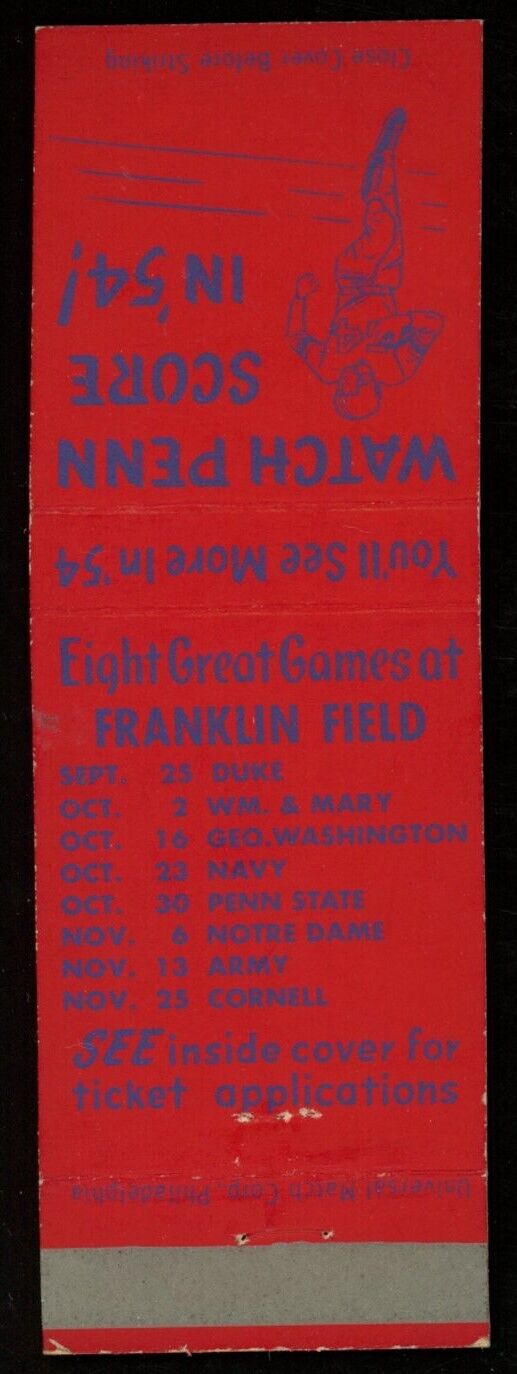 Close Cover Before Striking
WATCH PENN
SCORE
IN '54!
You'll See More In '54
Eight Great Games at
FRANKLIN FIELD
SEPT. 25 DUKE
OCT. 2 WM. & MARY
OCT. 16 GEO. WASHINGTON
OCT. 23 NAVY
OCT. 30 PENN STATE
NOV. 6 NOTRE DAME
NOV. 13 ARMY
NOV. 25 CORNELL
SEE inside cover for
ticket applications
Universal Match Corp., Philadelphia